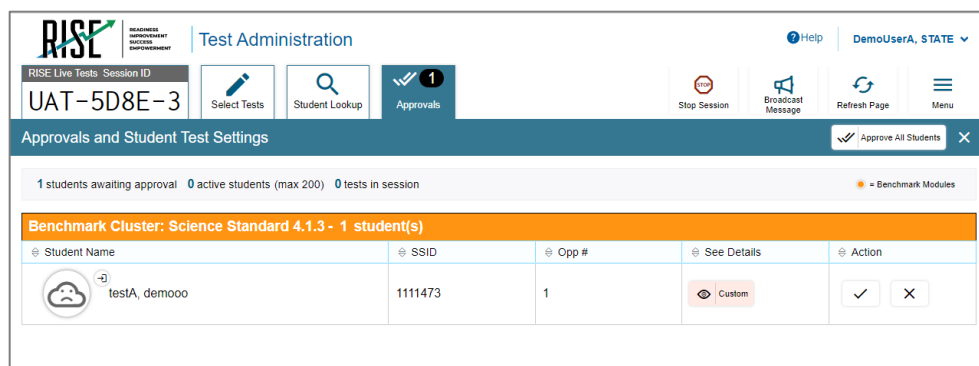 RISE
READINESS
IMPROVEMENT
SUCCESS
EMPOWERMENT
Test Administration
Help
DemoUserA, STATE
RISE Live Tests Session ID
UAT-5D8E-3
Select Tests
Student Lookup
1
Approvals
STOP
Stop Session
Broadcast
Message
Refresh Page
Menu
Approvals and Student Test Settings
Approve All Students
1 students awaiting approval 0 active students (max 200) 0 tests in session
= Benchmark Modules
Benchmark Cluster: Science Standard 4.1.3 - 1 student(s)
Student Name SSID Opp # See Details Action
testA, demooo 1111473 1 Custom